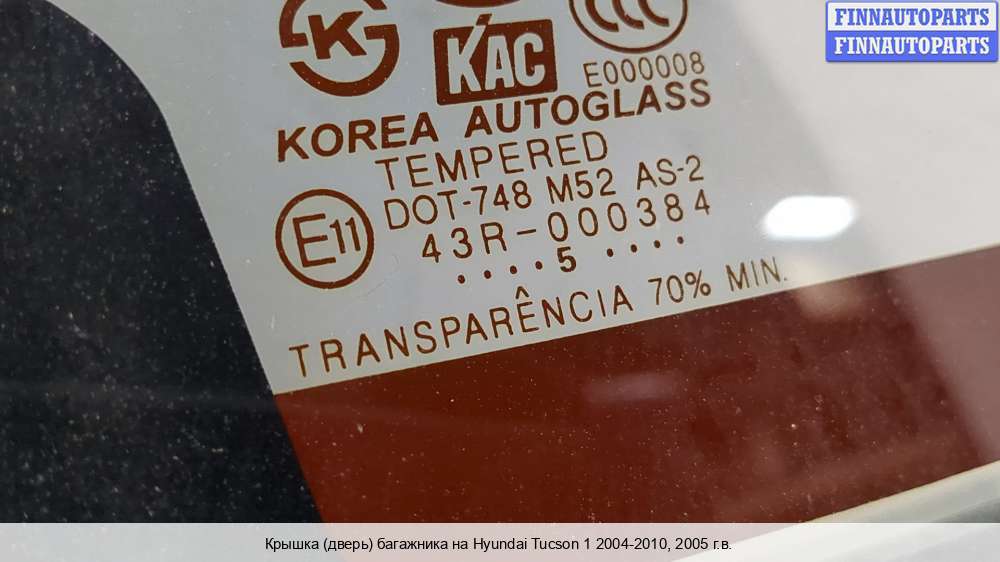 FINNAUTOPARTS
FINNAUTOPARTS
K
KAC
CCC
E000008
KOREA AUTOGLASS
TEMPERED
DOT-748 M52 AS-2
E11
43R-000384
....5 ....
TRANSPARÊNCIA 70% MIN.
Крышка (дверь) багажника на Hyundai Tucson 1 2004-2010, 2005 г.в.